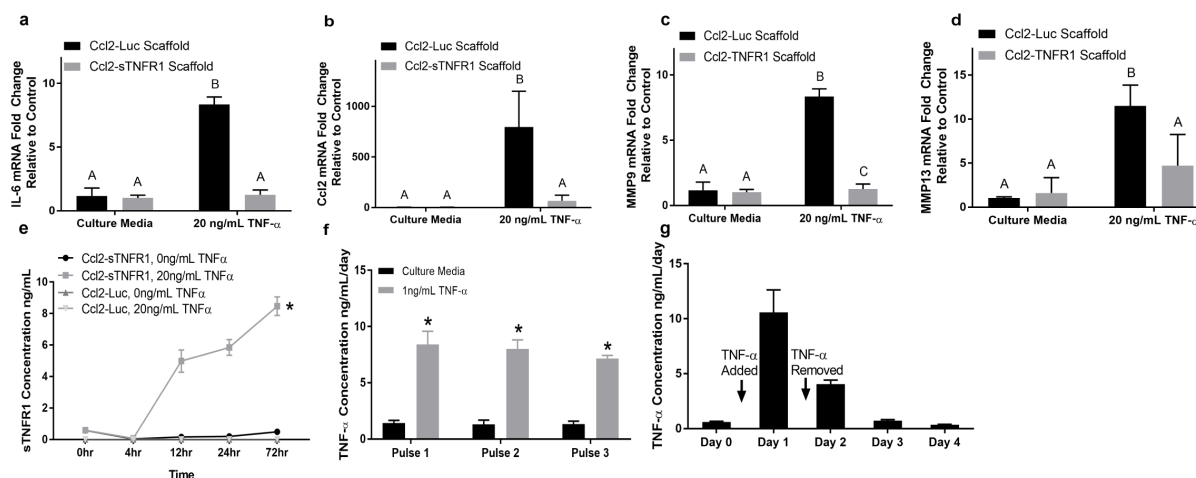 a
Ccl2-Luc Scaffold
Ccl2-sTNFR1 Scaffold
IL-6 mRNA Fold Change
Relative to Control
10
5
0
A
A
B
A
Culture Media
20 ng/mL TNF-α
b
Ccl2-Luc Scaffold
Ccl2-sTNFR1 Scaffold
Ccl2 mRNA Fold Change
Relative to Control
1000
500
0
A
A
B
A
Culture Media
20 ng/mL TNF-α
c
Ccl2-Luc Scaffold
Ccl2-TNFR1 Scaffold
MMP9 mRNA Fold Change
Relative to Control
10
5
0
A
A
B
C
Culture Media
20 ng/mL TNF-α
d
Ccl2-Luc Scaffold
Ccl2-TNFR1 Scaffold
MMP13 mRNA Fold Change
Relative to Control
15
10
5
0
A
A
B
A
Culture Media
20 ng/mL TNF-α
e
Ccl2-sTNFR1, 0ng/mL TNFα
Ccl2-sTNFR1, 20ng/mL TNFα
Ccl2-Luc, 0ng/mL TNFα
Ccl2-Luc, 20ng/mL TNFα
sTNFR1 Concentration ng/mL
10
8
6
4
2
0
*
0hr
4hr
12hr
24hr
72hr
Time
f
Culture Media
1ng/mL TNF-α
TNF-α Concentration ng/mL/day
20
15
10
5
0
*
*
*
Pulse 1
Pulse 2
Pulse 3
g
TNF-α Concentration ng/mL/day
15
10
5
0
TNF-α
Added
TNF-α
Removed
Day 0
Day 1
Day 2
Day 3
Day 4